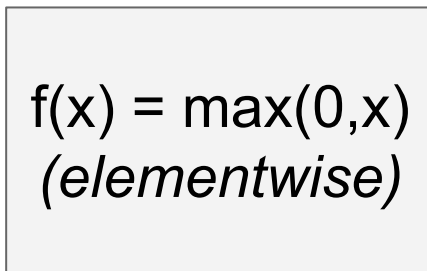 f(x) = max(0,x)
(elementwise)